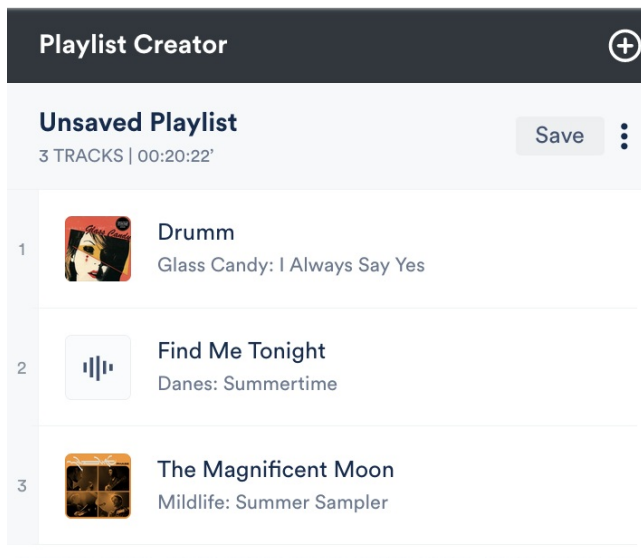 Playlist Creator
Unsaved Playlist
Save
3 TRACKS | 00:20:22’
1
Drumm
Glass Candy: I Always Say Yes
2
Find Me Tonight
Danes: Summertime
3
The Magnificent Moon
Mildlife: Summer Sampler